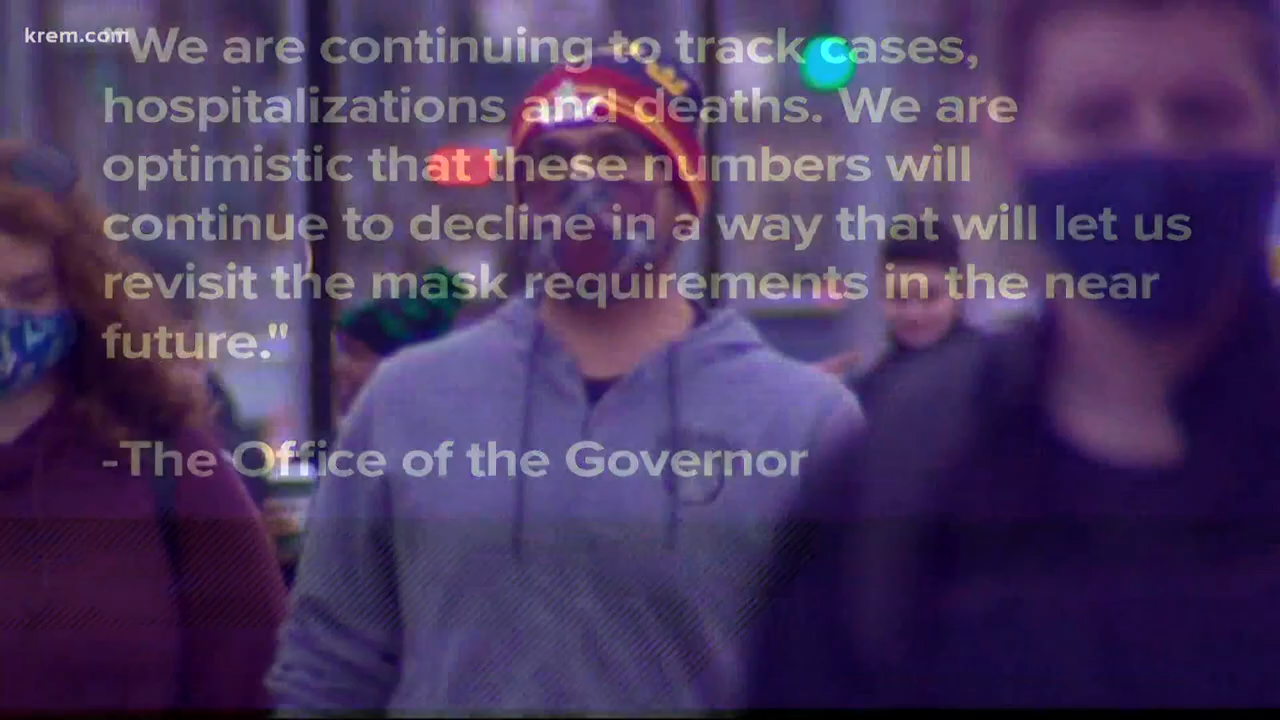 krem.com
"We are continuing to track cases,
hospitalizations and deaths. We are
optimistic that these numbers will
continue to decline in a way that will let us
revisit the mask requirements in the near
future."
-The Office of the Governor